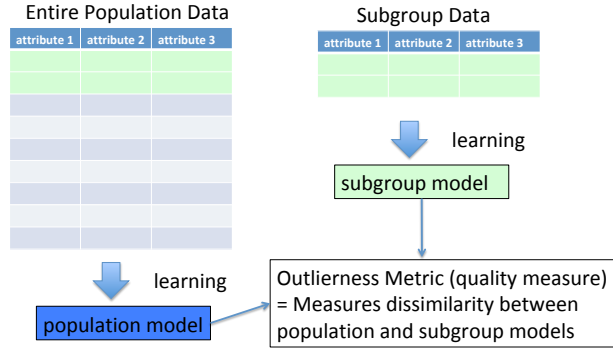 Entire Population Data
attribute 1 attribute 2 attribute 3
learning
population model
Subgroup Data
attribute 1 attribute 2 attribute 3
learning
subgroup model
Outlierness Metric (quality measure)
= Measures dissimilarity between
population and subgroup models